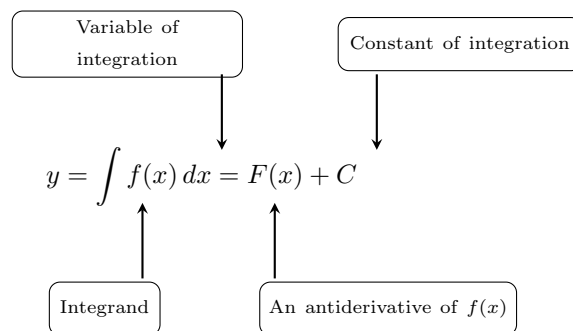 Variable of
integration
Constant of integration
y = ∫ f(x) dx = F(x) + C
Integrand
An antiderivative of f(x)